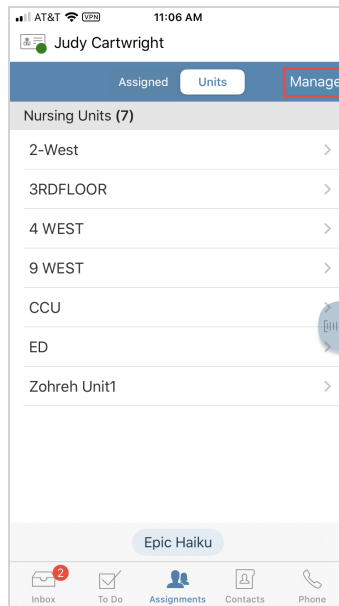 AT&T VPN 11:06 AM
Judy Cartwright
Assigned Units Manage
Nursing Units (7)
2-West
3RDFLOOR
4 WEST
9 WEST
CCU
ED
Zohreh Unit1
Epic Haiku
2
Inbox To Do Assignments Contacts Phone